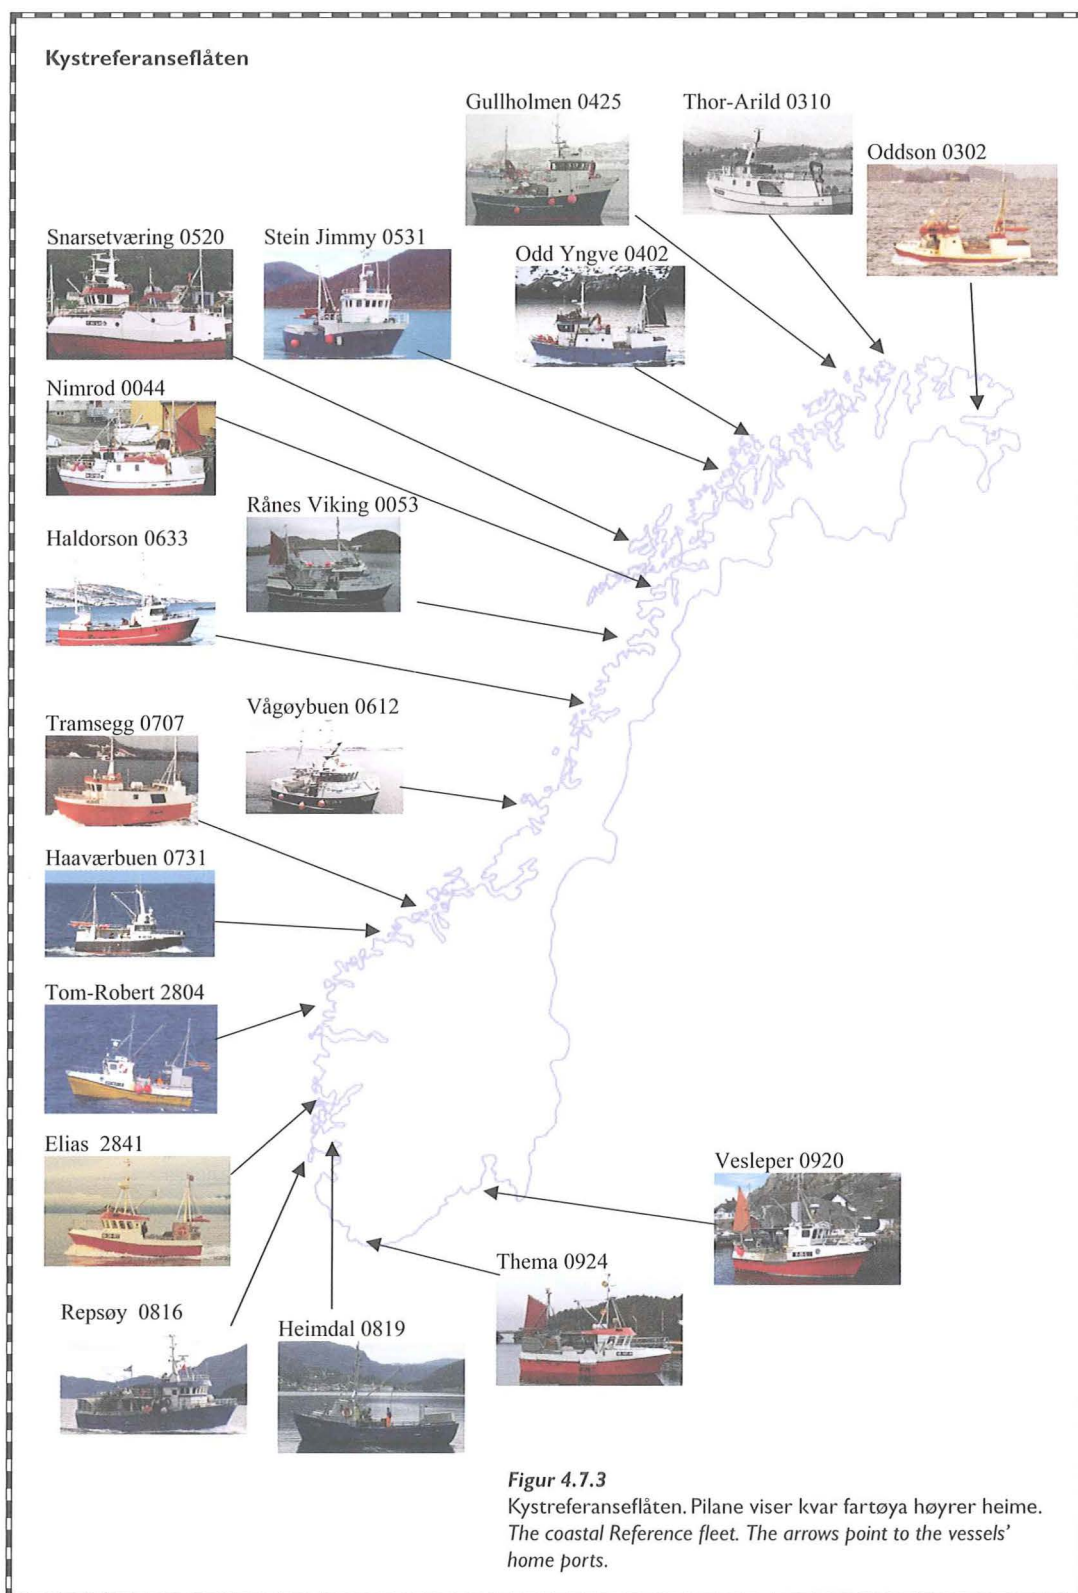 Kystreferanseflåten
Gullholmen 0425
Thor-Arild 0310
Oddson 0302
Snarsetværing 0520
Stein Jimmy 0531
Odd Yngve 0402
Nimrod 0044
Rånes Viking 0053
Haldorson 0633
Tramsegg 0707
Vågøybuen 0612
Haaværbuen 0731
Tom-Robert 2804
Elias 2841
Vesleper 0920
Thema 0924
Repsøy 0816
Heimdal 0819
Figur 4.7.3
Kystreferanseflåten. Pilane viser kvar fartøya høyrer heime.
The coastal Reference fleet. The arrows point to the vessels'
home ports.